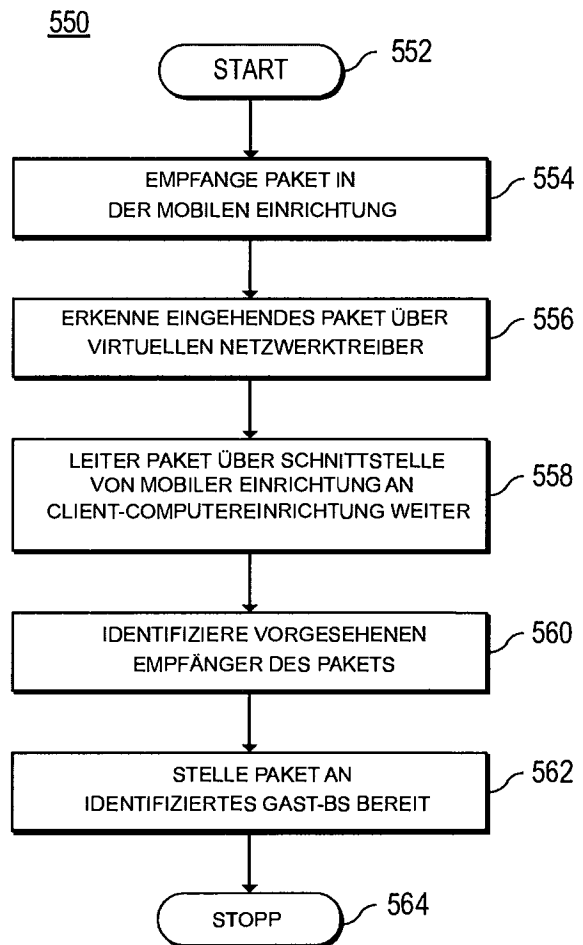 550
START
552
EMPFANGE PAKET IN
DER MOBILEN EINRICHTUNG
554
ERKENNE EINGEHENDES PAKET ÜBER
VIRTUELLEN NETZWERKTREIBER
556
LEITER PAKET ÜBER SCHNITTSTELLE
VON MOBILER EINRICHTUNG AN
CLIENT-COMPUTEREINRICHTUNG WEITER
558
IDENTIFIZIERE VORGESEHENEN
EMPFÄNGER DES PAKETS
560
STELLE PAKET AN
IDENTIFIZIERTES GAST-BS BEREIT
562
STOPP
564